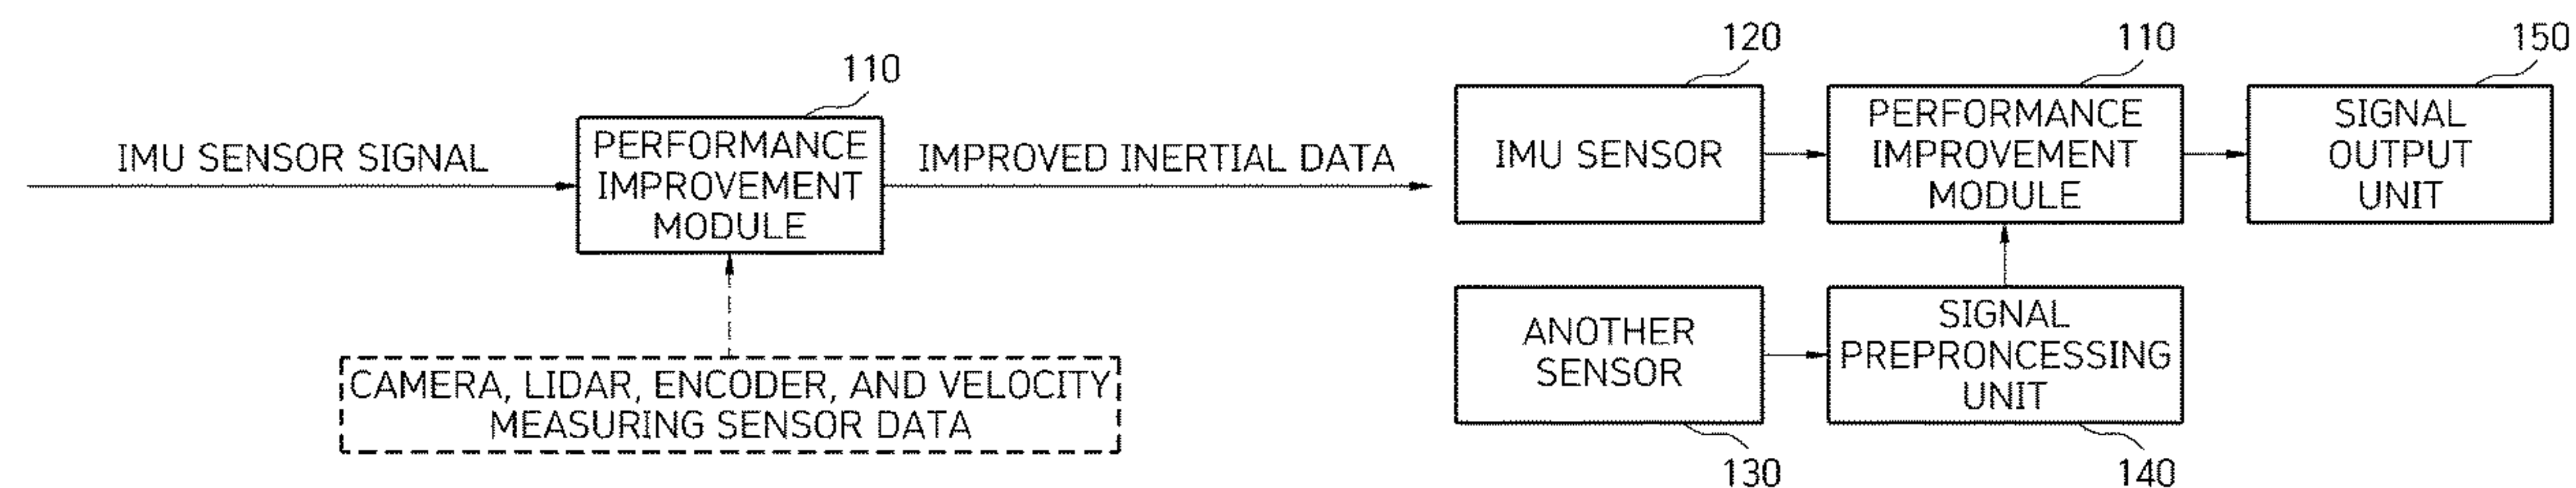 110
IMU SENSOR SIGNAL
PERFORMANCE
IMPROVEMENT
MODULE
IMPROVED INERTIAL DATA
CAMERA, LIDAR, ENCODER, AND VELOCITY
MEASURING SENSOR DATA
120
IMU SENSOR
110
PERFORMANCE
IMPROVEMENT
MODULE
150
SIGNAL
OUTPUT
UNIT
ANOTHER
SENSOR
130
SIGNAL
PREPRONCESSING
UNIT
140